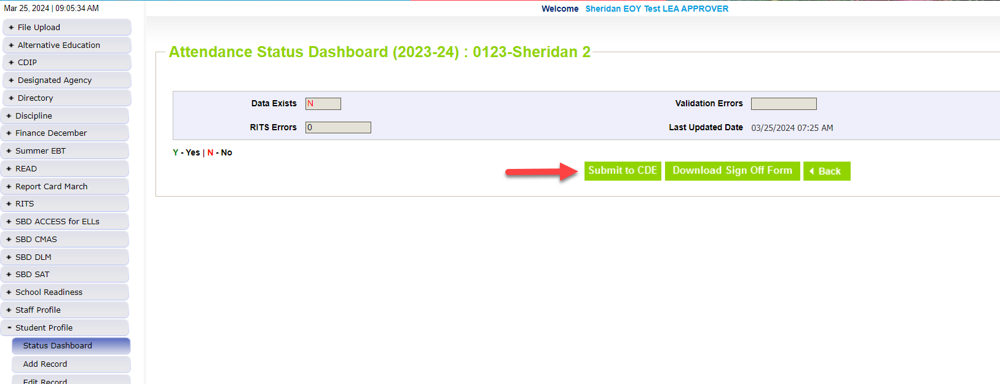 Mar 25, 2024 | 09:05:34 AM
Welcome Sheridan EOY Test LEA APPROVER
+ File Upload
+ Alternative Education
+ CDIP
+ Designated Agency
+ Directory
+ Discipline
+ Finance December
+ Summer EBT
+ READ
+ Report Card March
+ RITS
+ SBD ACCESS for ELLs
+ SBD CMAS
+ SBD DLM
+ SBD SAT
+ School Readiness
+ Staff Profile
- Student Profile
Status Dashboard
Add Record
Edit Record
Attendance Status Dashboard (2023-24) : 0123-Sheridan 2
Data Exists N
Validation Errors
RITS Errors 0
Last Updated Date 03/25/2024 07:25 AM
Y - Yes | N - No
Submit to CDE
Download Sign Off Form
Back